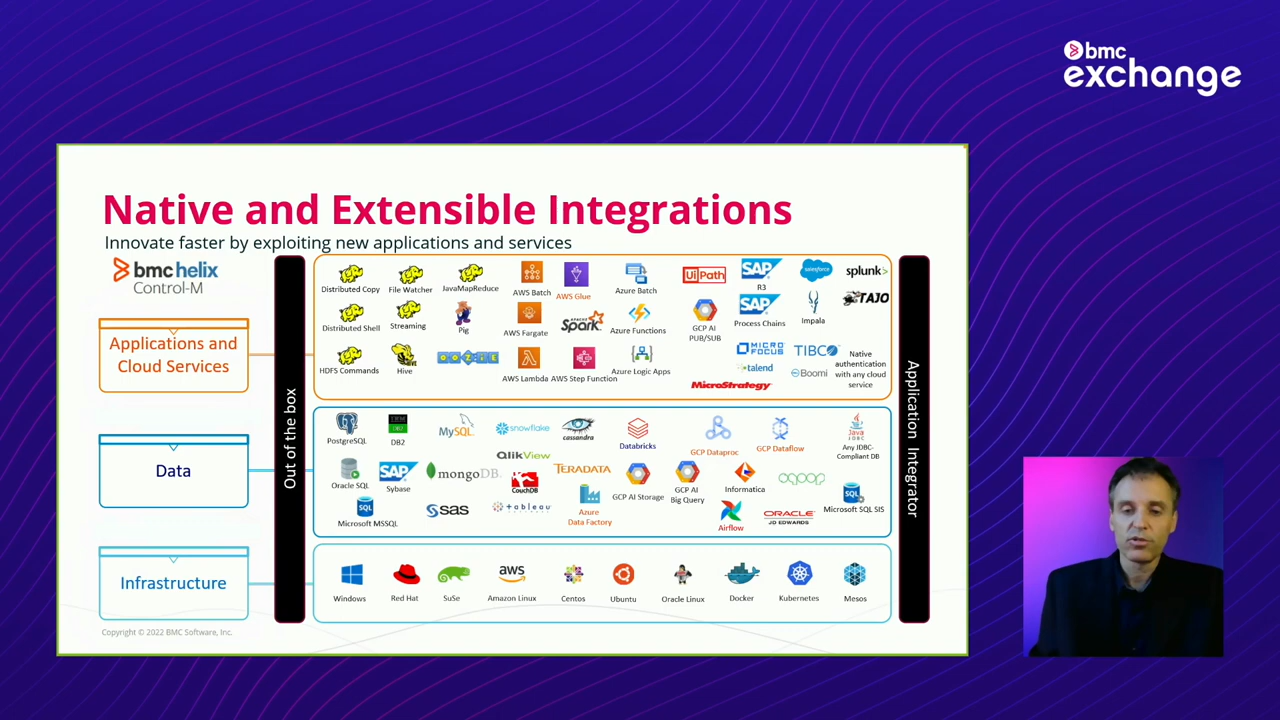 bmc
exchange
Native and Extensible Integrations
Innovate faster by exploiting new applications and services
bmc helix
Control-M
Applications and
Cloud Services
Data
Infrastructure
Out of the box
Distributed Copy
File Watcher
JavaMapReduce
AWS Batch
AWS Glue
Azure Batch
UiPath
SAP
R3
salesforce
splunk>
Distributed Shell
Streaming
Pig
AWS Fargate
APACHE
Spark
Azure Functions
GCP AI
PUB/SUB
SAP
Process Chains
Impala
TAJO
HDFS Commands
Hive
OOZIE
AWS Lambda
AWS Step Function
Azure Logic Apps
MICRO
FOCUS
talend
MicroStrategy
TIBCO
Boomi
Native
authentication
with any cloud
service
PostgreSQL
IBM
DB2
DB2
MySQL
snowflake
cassandra
Databricks
GCP Dataproc
GCP Dataflow
Java
JDBC
Any JDBC-
Compliant DB
Oracle SQL
SAP
Sybase
mongoDB
QlikView
CouchDB
TERADATA
GCP AI Storage
GCP AI
Big Query
Informatica
sqoop
SQL
Microsoft SQL SIS
SQL
Microsoft MSSQL
sas
tableau
Azure
Data Factory
Airflow
ORACLE
JD EDWARDS
Windows
Red Hat
SuSe
aws
Amazon Linux
Centos
Ubuntu
Oracle Linux
Docker
Kubernetes
Mesos
Application Integrator
Copyright © 2022 BMC Software, Inc.